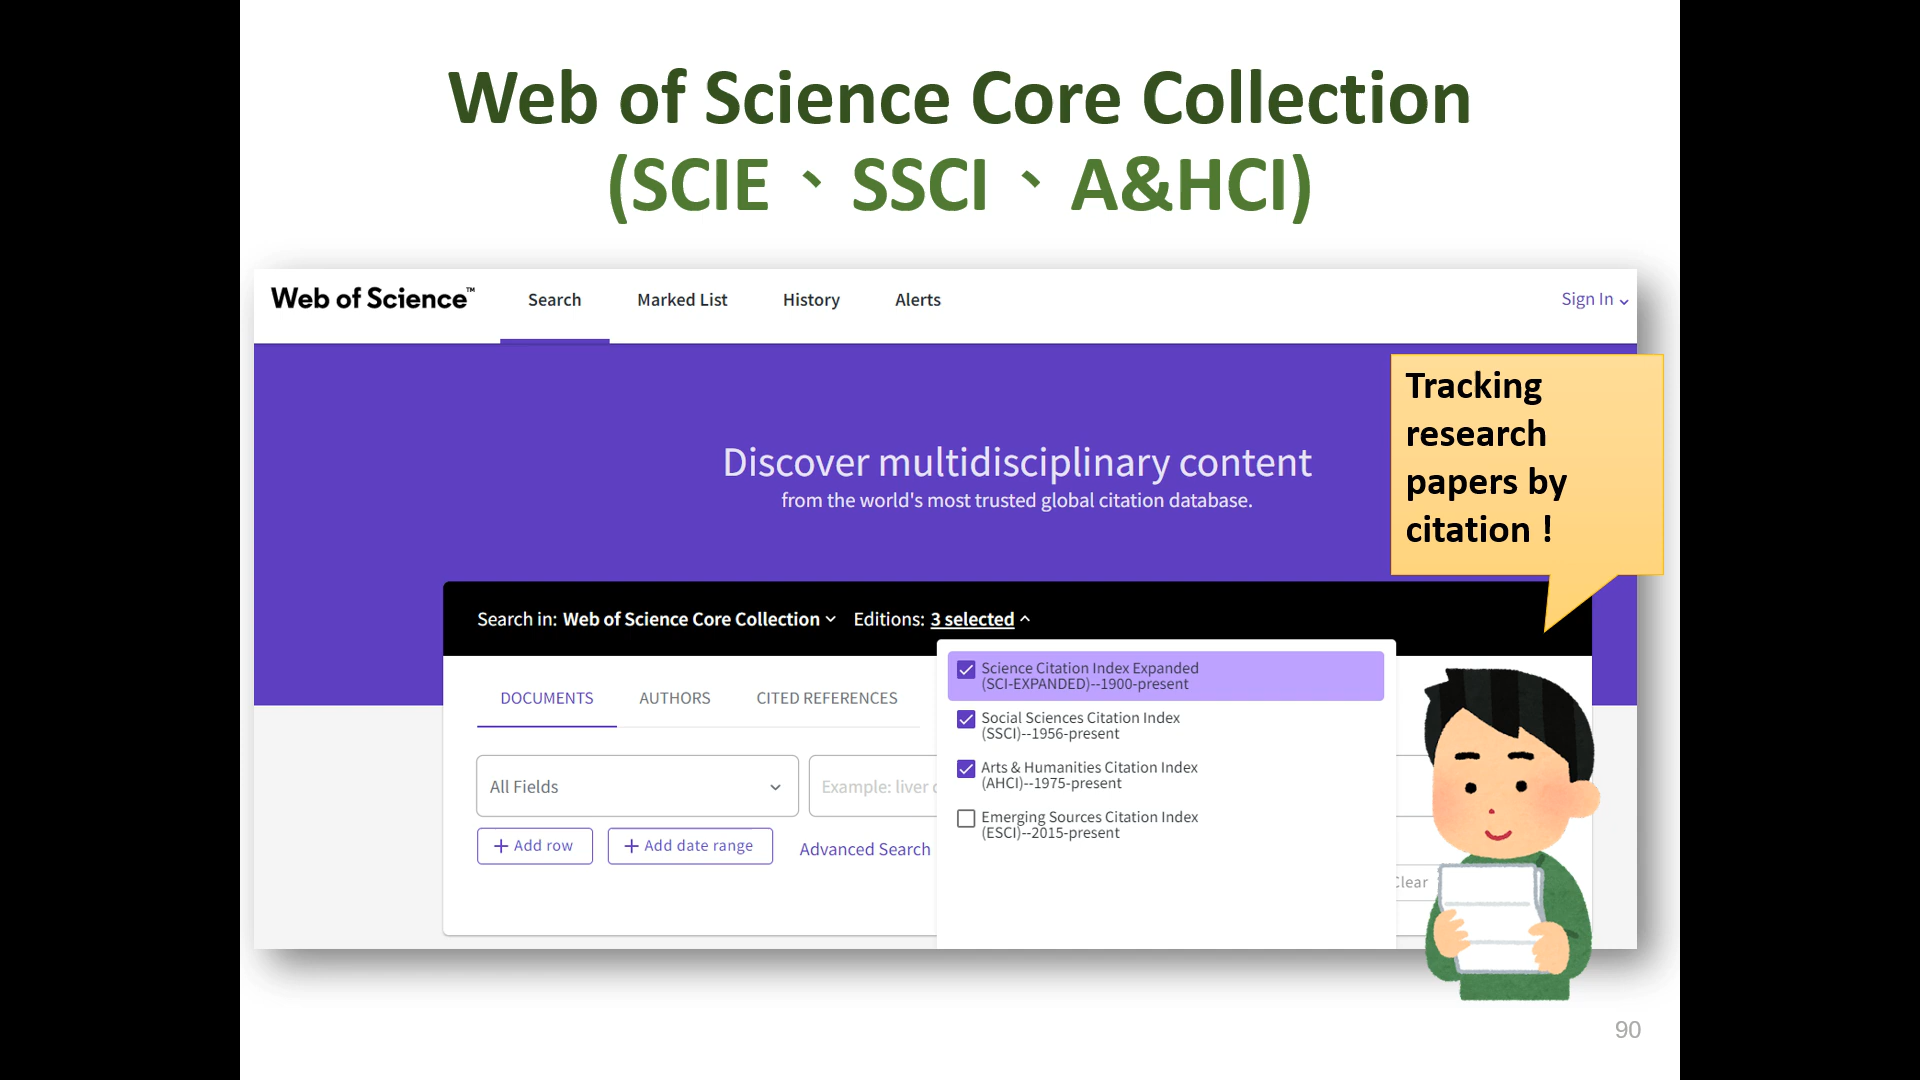 Web of Science Core Collection
(SCIE、SSCI、A&HCI)
Web of Science™
Search
Marked List
History
Alerts
Sign In
Tracking
research
papers by
citation !
Discover multidisciplinary content
from the world's most trusted global citation database.
Search in: Web of Science Core Collection
Editions: 3 selected
Science Citation Index Expanded
(SCI-EXPANDED)--1900-present
Social Sciences Citation Index
(SSCI)--1956-present
Arts & Humanities Citation Index
(AHCI)--1975-present
Emerging Sources Citation Index
(ESCI)--2015-present
DOCUMENTS
AUTHORS
CITED REFERENCES
All Fields
Example: liver
+ Add row
+ Add date range
Advanced Search
Clear
90